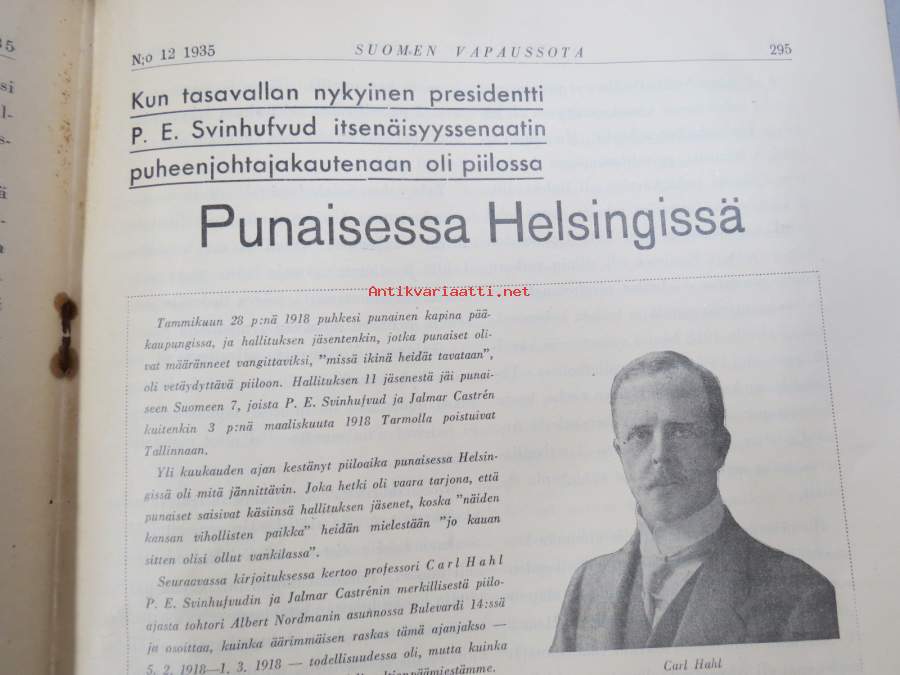 N;o 12 1935 SUOMEN VAPAUSSOTA 295
Kun tasavallan nykyinen presidentti
P. E. Svinhufvud itsenäisyyssenaatin
puheenjohtajakautenaan oli piilossa
Punaisessa Helsingissä
Antikvariaatti.net
Tammikuun 28 p:nä 1918 puhkesi punainen kapina pää-
kaupungissa, ja hallituksen jäsentenkin, jotka punaiset oli-
vat määränneet vangittaviksi, "missä ikinä heidät tavataan",
oli vetäydyttävä piiloon. Hallituksen 11 jäsenestä jäi punai-
seen Suomeen 7, joista P. E. Svinhufvud ja Jalmar Castrén
kuitenkin 3 p:nä maaliskuuta 1918 Tarmolla poistuivat
Tallinnaan.
Yli kuukauden ajan kestänyt piiloaika punaisessa Helsin-
gissä oli mitä jännittävin. Joka hetki oli vaara tarjona, että
punaiset saisivat käsiinsä hallituksen jäsenet, koska "näiden
kansan vihollisten paikka" heidän mielestään "jo kauan
sitten olisi ollut vankilassa".
Seuraavassa kirjoituksessa kertoo professori Carl Hahl
P. E. Svinhufvudin ja Jalmar Castrénin merkillisestä piilo-
ajasta tohtori Albert Nordmanin asunnossa Bulevardi 14:ssä
ja osoittaa, kuinka äärimmäisen raskas tämä ajanjakso —
5. 2. 1918—1. 3. 1918 — todellisuudessa oli, mutta kuinka
Carl Hahl